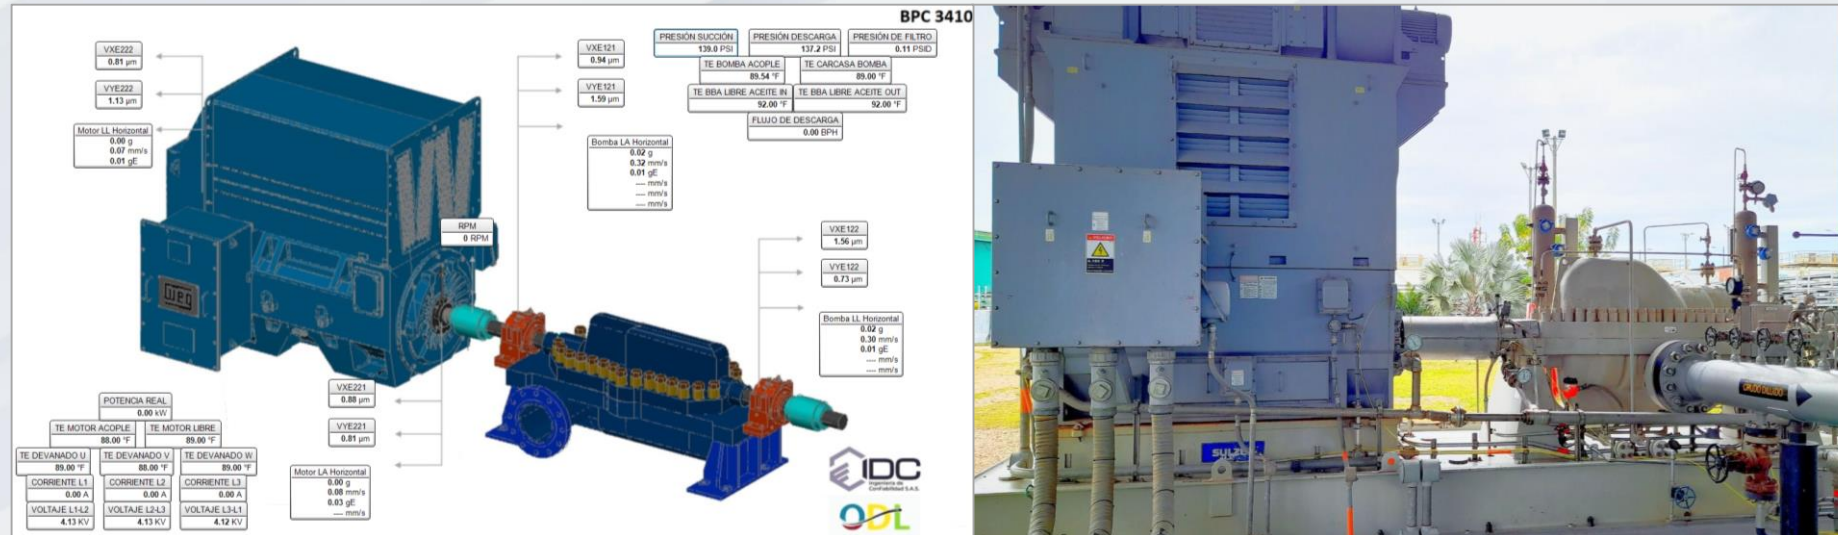 BPC 3410
VXE222
0.81 µm
VYE222
1.13 µm
Motor LL Horizontal
0.00 g
0.07 mm/s
0.01 gE
VXE121
0.94 µm
VYE121
1.59 µm
Bomba LA Horizontal
0.02 g
0.32 mm/s
0.01 gE
--- mm/s
--- mm/s
--- mm/s
PRESIÓN SUCCIÓN
139.0 PSI
PRESIÓN DESCARGA
137.2 PSI
PRESIÓN DE FILTRO
0.11 PSID
TE BOMBA ACOPLE
89.54 °F
TE CARCASA BOMBA
89.00 °F
TE BBA LIBRE ACEITE IN
92.00 °F
TE BBA LIBRE ACEITE OUT
92.00 °F
FLUJO DE DESCARGA
0.00 BPH
RPM
0 RPM
VXE122
1.56 µm
VYE122
0.73 µm
Bomba LL Horizontal
0.02 g
0.30 mm/s
0.01 gE
--- mm/s
--- mm/s
WEG
VXE221
0.88 µm
VYE221
0.81 µm
Motor LA Horizontal
0.00 g
0.08 mm/s
0.03 gE
--- mm/s
POTENCIA REAL
0.00 kW
TE MOTOR ACOPLE
88.00 °F
TE MOTOR LIBRE
89.00 °F
TE DEVANADO U
89.00 °F
TE DEVANADO V
88.00 °F
TE DEVANADO W
89.00 °F
CORRIENTE L1
0.00 A
CORRIENTE L2
0.00 A
CORRIENTE L3
0.00 A
VOLTAJE L1-L2
4.13 KV
VOLTAJE L2-L3
4.13 KV
VOLTAJE L3-L1
4.12 KV
IDC
Ingeniería de
Confiabilidad S.A.S.
ODL
SULZER
CRUDO DILUIDO